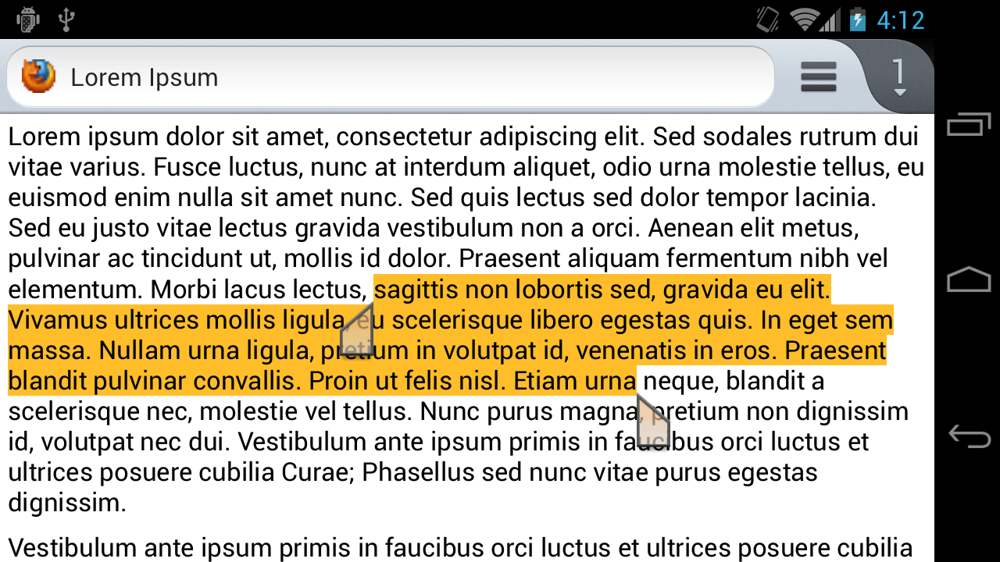 4:12
Lorem Ipsum
1
Lorem ipsum dolor sit amet, consectetur adipiscing elit. Sed sodales rutrum dui
vitae varius. Fusce luctus, nunc at interdum aliquet, odio urna molestie tellus, eu
euismod enim nulla sit amet nunc. Sed quis lectus sed dolor tempor lacinia.
Sed eu justo vitae lectus gravida vestibulum non a orci. Aenean elit metus,
pulvinar ac tincidunt ut, mollis id dolor. Praesent aliquam fermentum nibh vel
elementum. Morbi lacus lectus, sagittis non lobortis sed, gravida eu elit.
Vivamus ultrices mollis ligula, eu scelerisque libero egestas quis. In eget sem
massa. Nullam urna ligula, pretium in volutpat id, venenatis in eros. Praesent
blandit pulvinar convallis. Proin ut felis nisl. Etiam urna neque, blandit a
scelerisque nec, molestie vel tellus. Nunc purus magna, pretium non dignissim
id, volutpat nec dui. Vestibulum ante ipsum primis in faucibus orci luctus et
ultrices posuere cubilia Curae; Phasellus sed nunc vitae purus egestas
dignissim.
Vestibulum ante ipsum primis in faucibus orci luctus et ultrices posuere cubilia